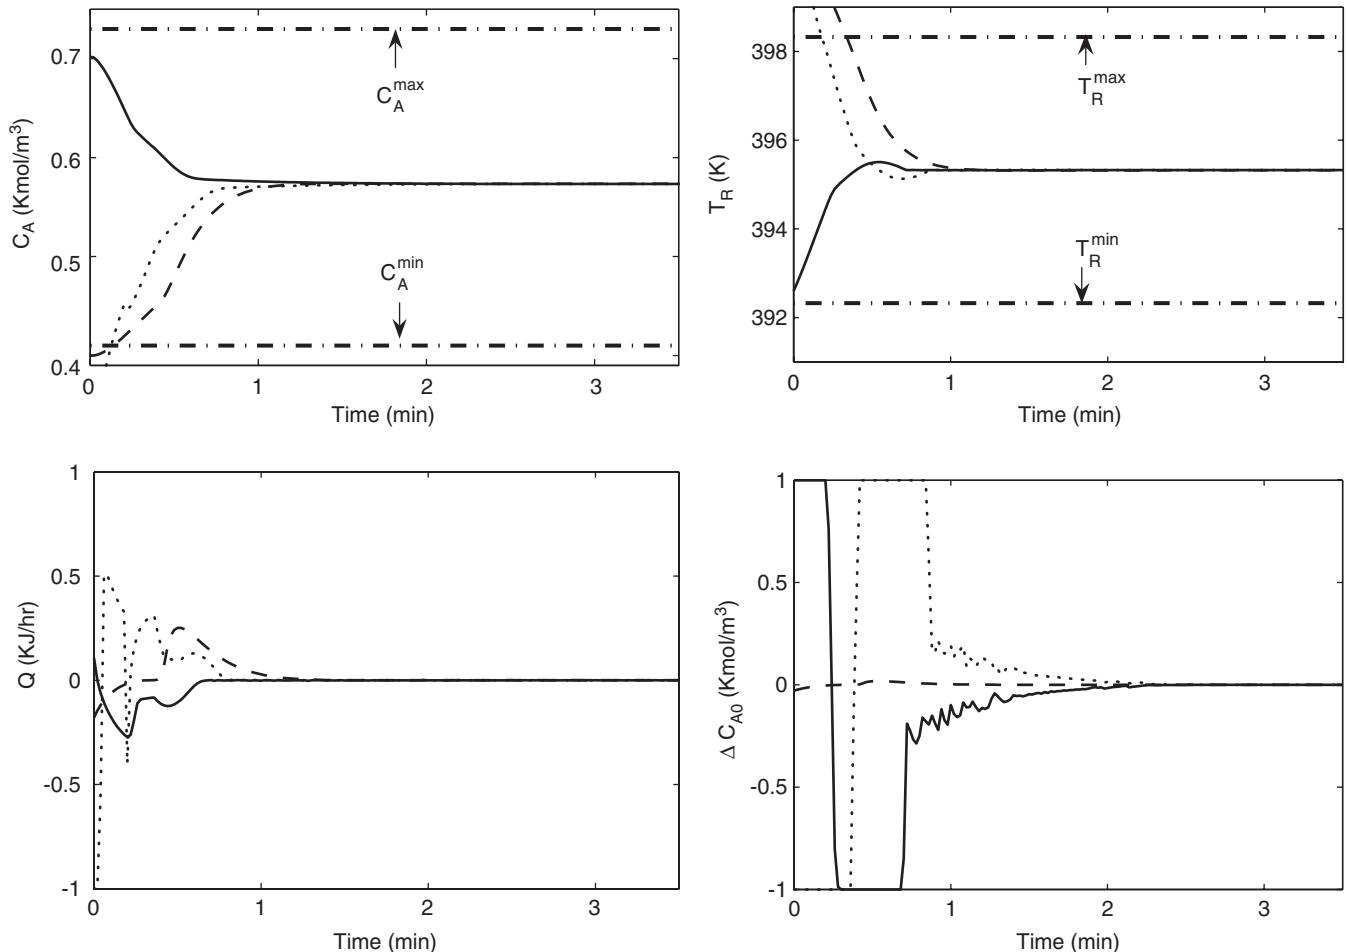 0.7
0.6
0.5
0.4
C_A (Kmol/m^3)
C_A^max
C_A^min
0
1
2
3
Time (min)
398
396
394
392
T_R (K)
T_R^max
T_R^min
0
1
2
3
Time (min)
1
0.5
0
-0.5
-1
Q (KJ/hr)
0
1
2
3
Time (min)
1
0.5
0
-0.5
-1
Δ C_A0 (Kmol/m^3)
0
1
2
3
Time (min)